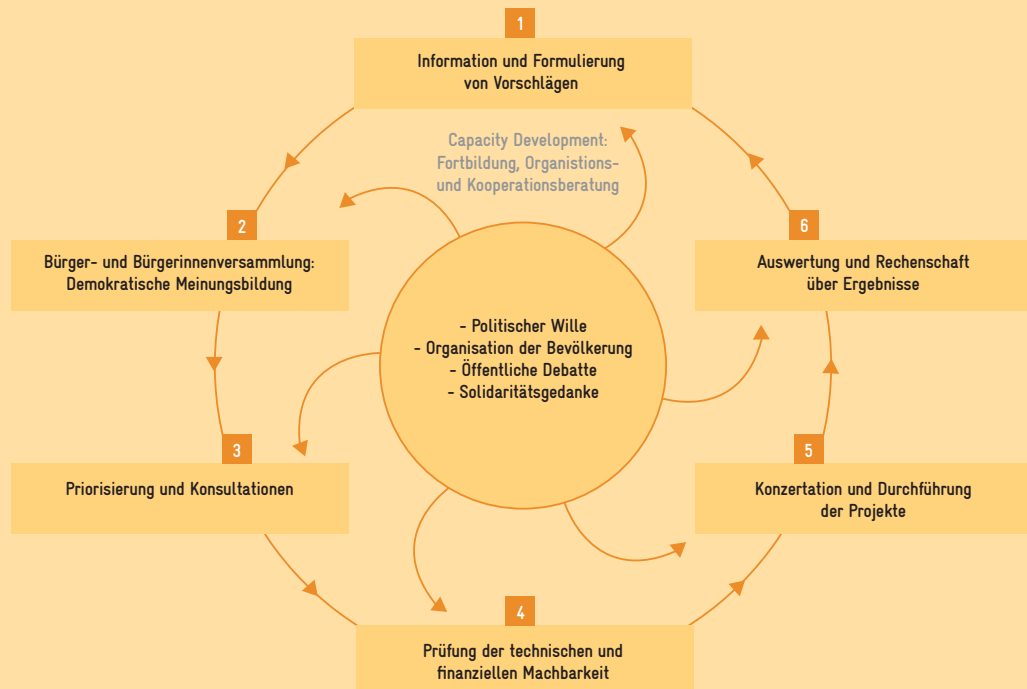 1
Information und Formulierung
von Vorschlägen
Capacity Development:
Fortbildung, Organistions-
und Kooperationsberatung
2
Bürger- und Bürgerinnenversammlung:
Demokratische Meinungsbildung
3
Priorisierung und Konsultationen
4
Prüfung der technischen und
finanziellen Machbarkeit
5
Konzertation und Durchführung
der Projekte
6
Auswertung und Rechenschaft
über Ergebnisse
- Politischer Wille
- Organisation der Bevölkerung
- Öffentliche Debatte
- Solidaritätsgedanke